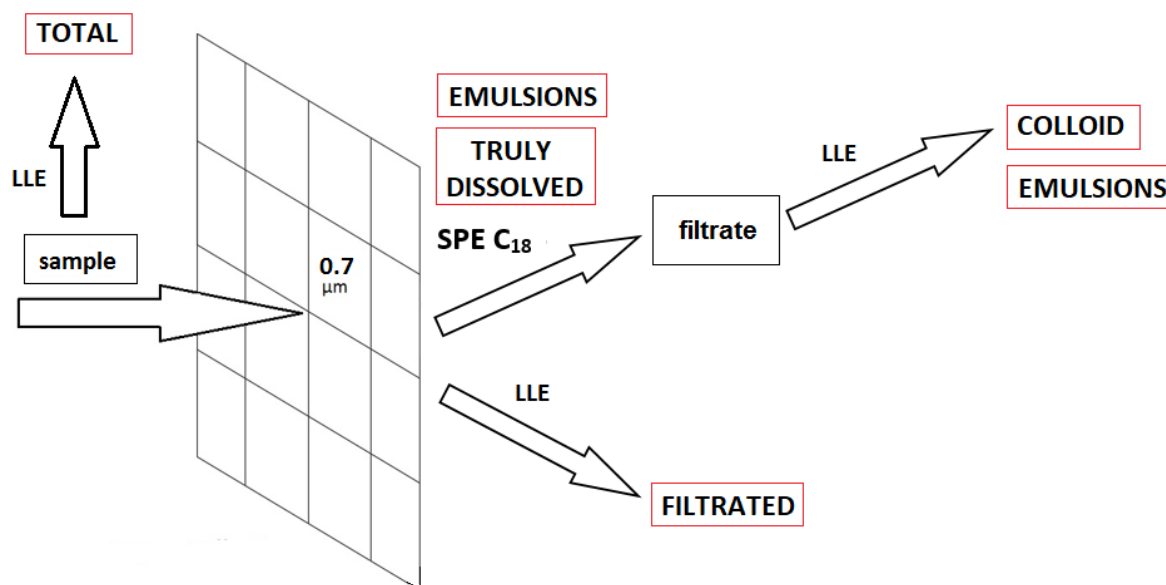 TOTAL
LLE
sample
0.7
µm
EMULSIONS
TRULY
DISSOLVED
SPE C₁₈
filtrate
LLE
COLLOID
EMULSIONS
LLE
FILTRATED